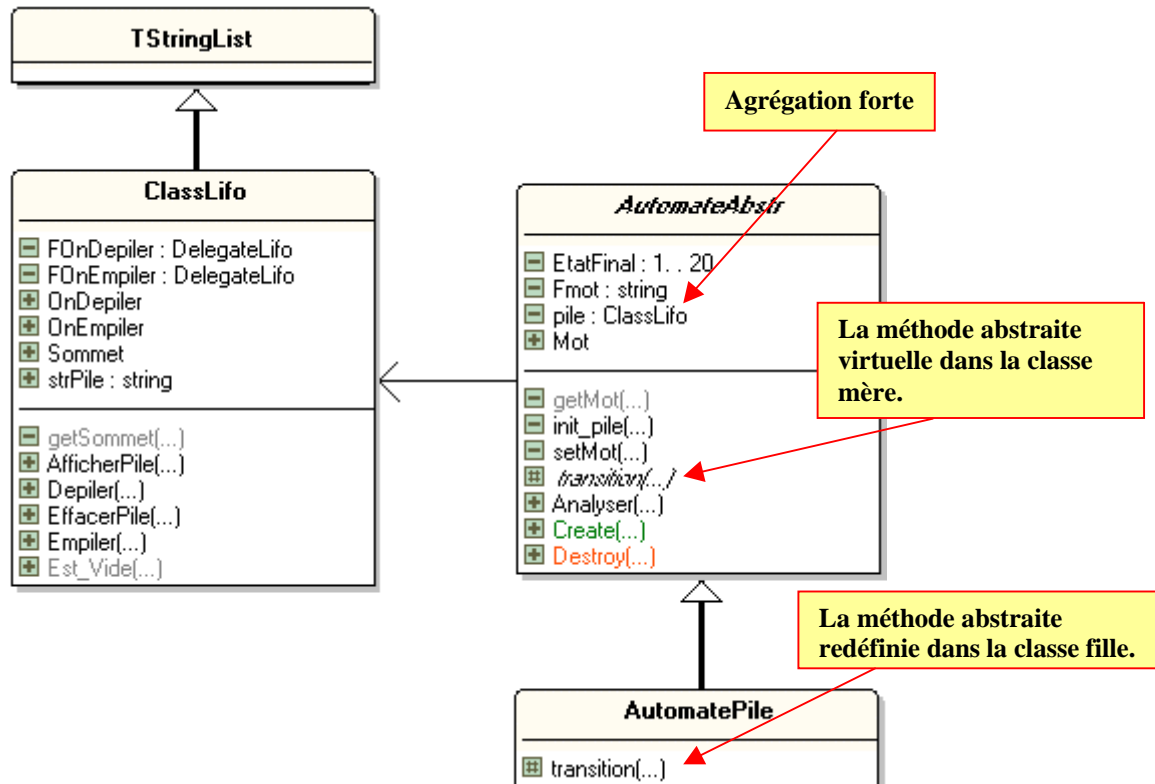 TStringList
Agrégation forte
ClassLifo
FOnDepiler : DelegateLifo
FOnEmpiler : DelegateLifo
OnDepiler
OnEmpiler
Sommet
strPile : string
getSommet(...)
AfficherPile(...)
Depiler(...)
EffacerPile(...)
Empiler(...)
Est_Vide(...)
AutomateAbstr
EtatFinal : 1. . 20
Fmot : string
pile : ClassLifo
Mot
getMot(...)
init_pile(...)
setMot(...)
transition(...)
Analyser(...)
Create(...)
Destroy(...)
La méthode abstraite
virtuelle dans la classe
mère.
La méthode abstraite
redéfinie dans la classe fille.
AutomatePile
transition(...)